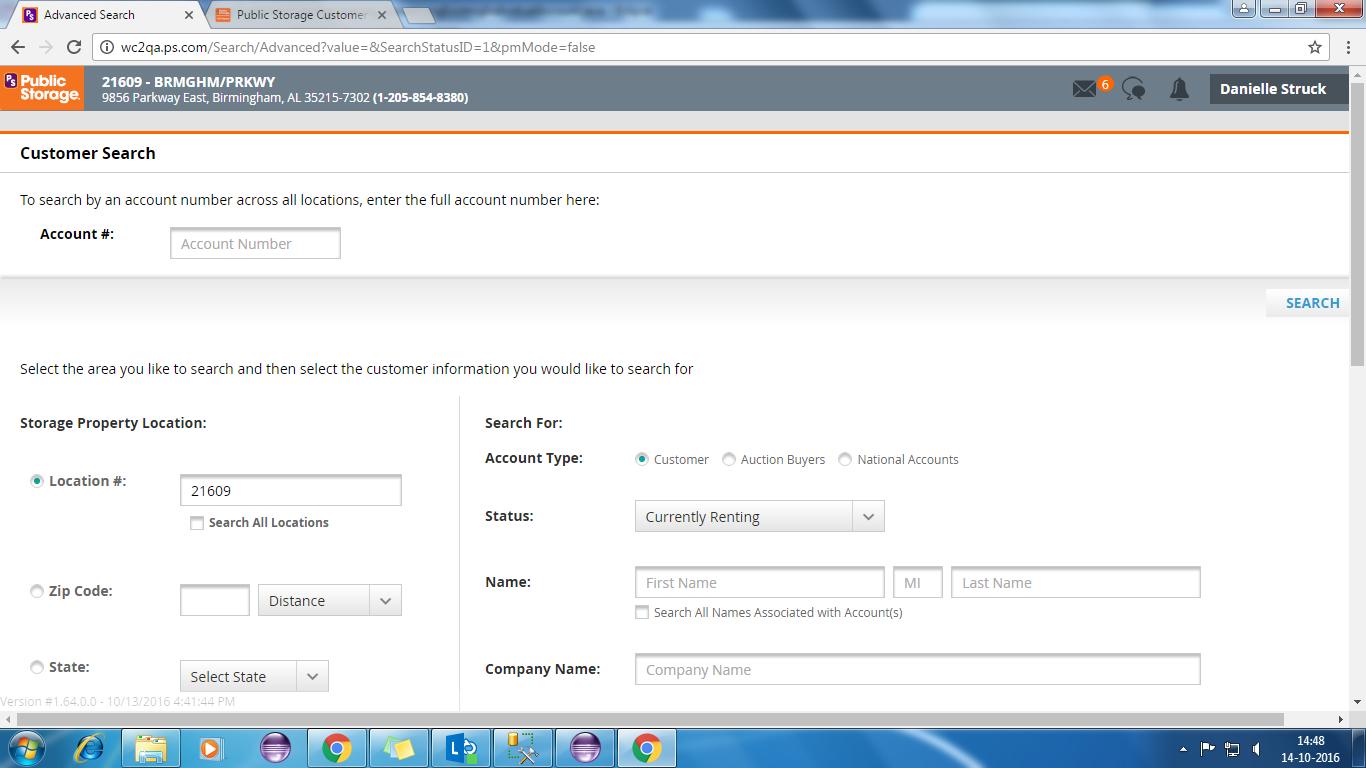 Advanced Search
Public Storage Customer
wc2qa.ps.com/Search/Advanced?value=&SearchStatusID=1&pmMode=false
PS Public Storage.
21609 - BRMGHM/PRKWY
9856 Parkway East, Birmingham, AL 35215-7302 (1-205-854-8380)
6
Danielle Struck
Customer Search
To search by an account number across all locations, enter the full account number here:
Account #:
Account Number
SEARCH
Select the area you like to search and then select the customer information you would like to search for
Storage Property Location:
Location #:
21609
Search All Locations
Zip Code:
Distance
State:
Select State
Search For:
Account Type:
Customer
Auction Buyers
National Accounts
Status:
Currently Renting
Name:
First Name
MI
Last Name
Search All Names Associated with Account(s)
Company Name:
Company Name
Version #1.64.0.0 - 10/13/2016 4:41:44 PM
14:48
14-10-2016